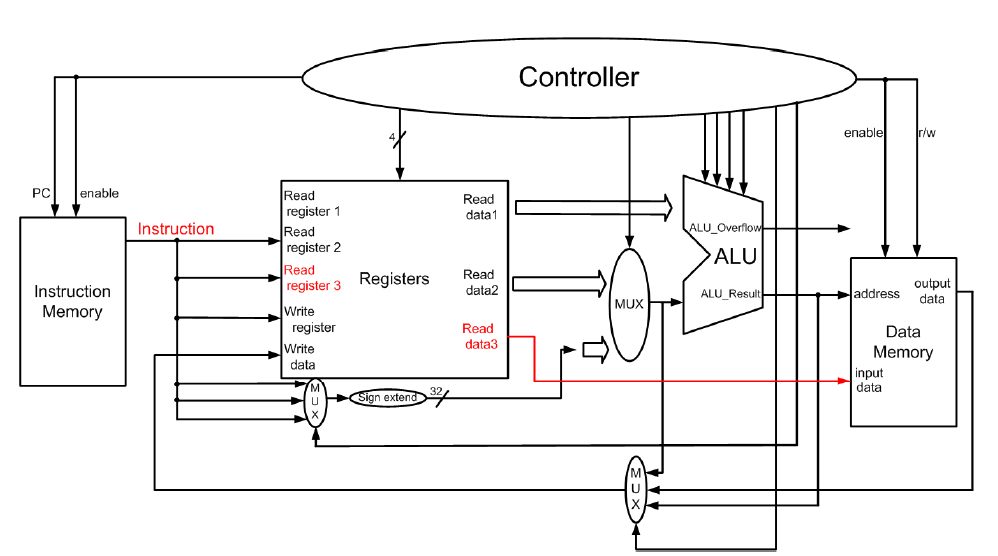 Controller
4
enable
r/w
PC
enable
Read
register 1
Read
data1
Instruction
Read
register 2
ALU_Overflow
ALU
Read
register 3
Registers
Read
data2
Instruction
Memory
MUX
ALU_Result
address
output
data
Write
register
Write
data
Read
data3
Data
Memory
input
data
M
U
X
Sign extend
32
M
U
X